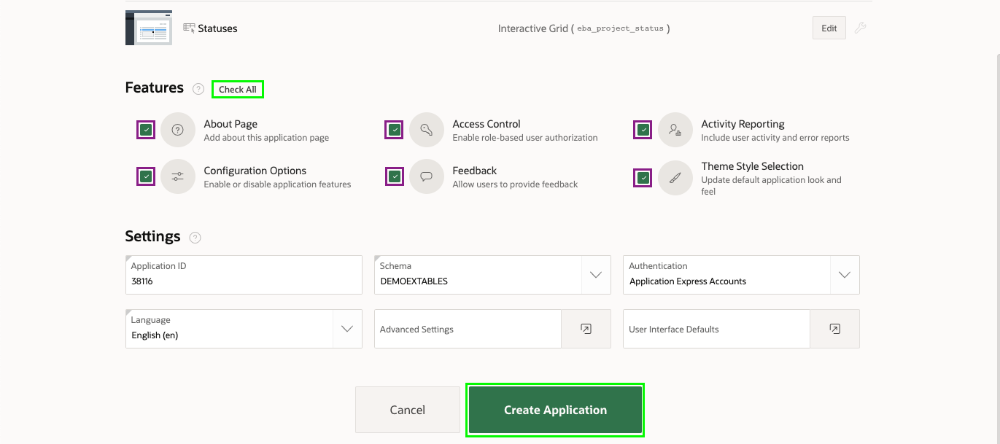 Statuses
Interactive Grid ( eba_project_status )
Edit
Features ? Check All
About Page
Add about this application page
Access Control
Enable role-based user authorization
Activity Reporting
Include user activity and error reports
Configuration Options
Enable or disable application features
Feedback
Allow users to provide feedback
Theme Style Selection
Update default application look and
feel
Settings ?
Application ID
38116
Schema
DEMOEXTABLES
Authentication
Application Express Accounts
Language
English (en)
Advanced Settings
User Interface Defaults
Cancel
Create Application